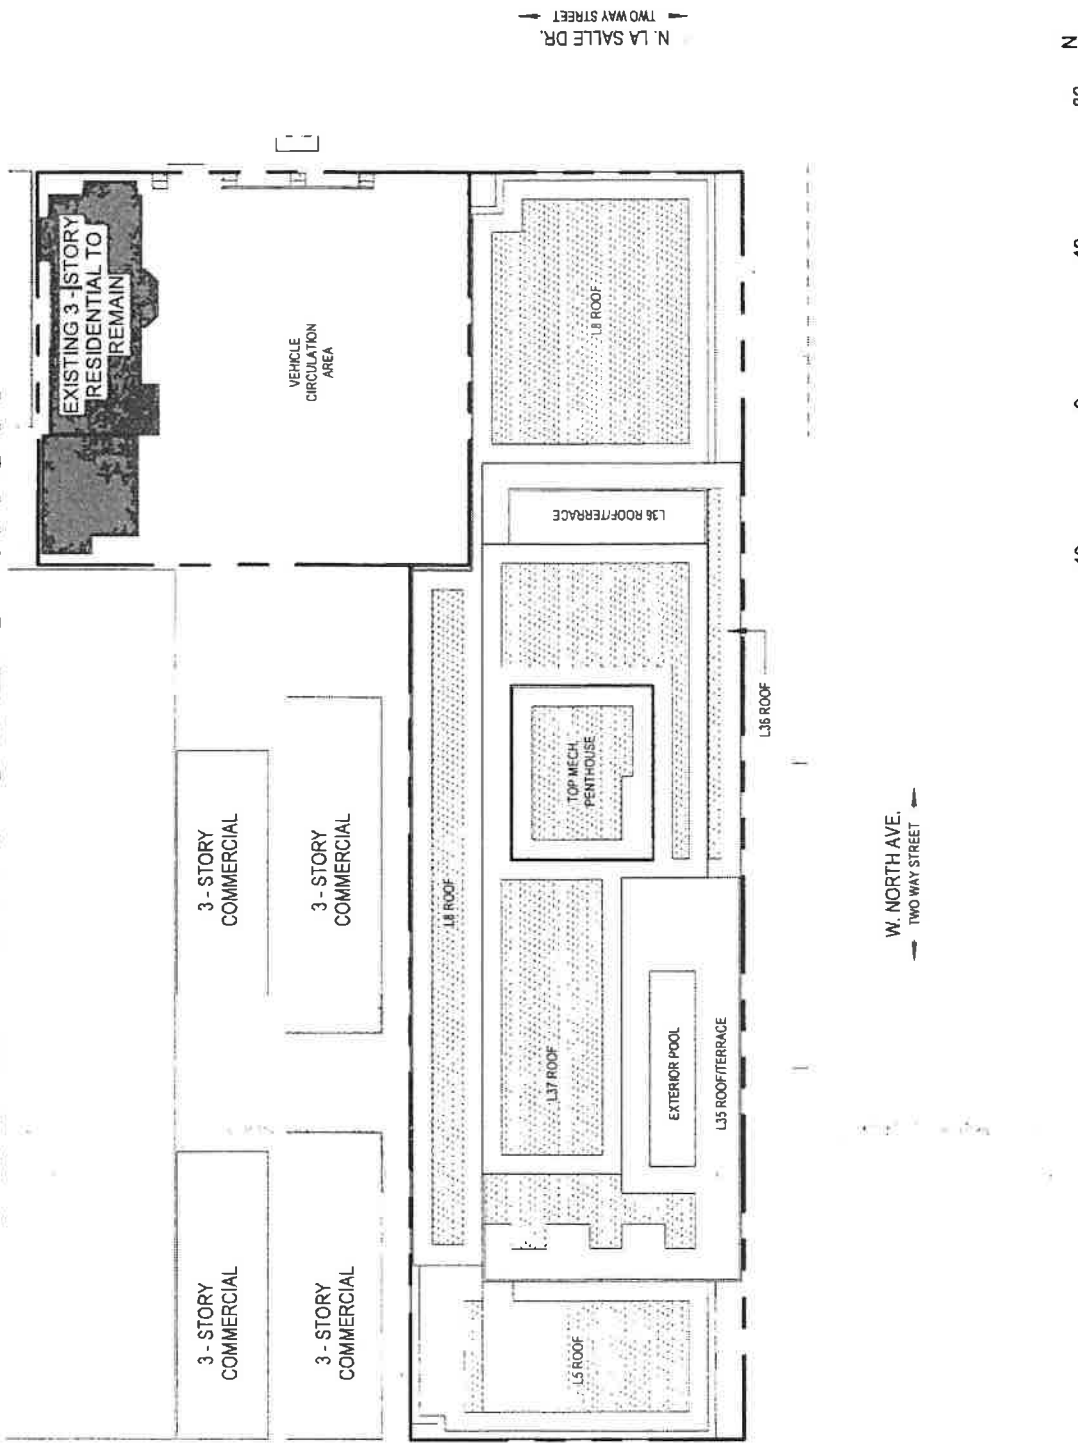 N. LA SALLE DR.
TWO WAY STREET
N
EXISTING 3 - STORY
RESIDENTIAL TO
REMAIN
VEHICLE
CIRCULATION
AREA
L8 ROOF
L36 ROOF/TERRACE
L36 ROOF
TOP MECH.
PENTHOUSE
3 - STORY
COMMERCIAL
3 - STORY
COMMERCIAL
L8 ROOF
L37 ROOF
EXTERIOR POOL
L35 ROOF/TERRACE
W. NORTH AVE.
TWO WAY STREET
3 - STORY
COMMERCIAL
3 - STORY
COMMERCIAL
L5 ROOF